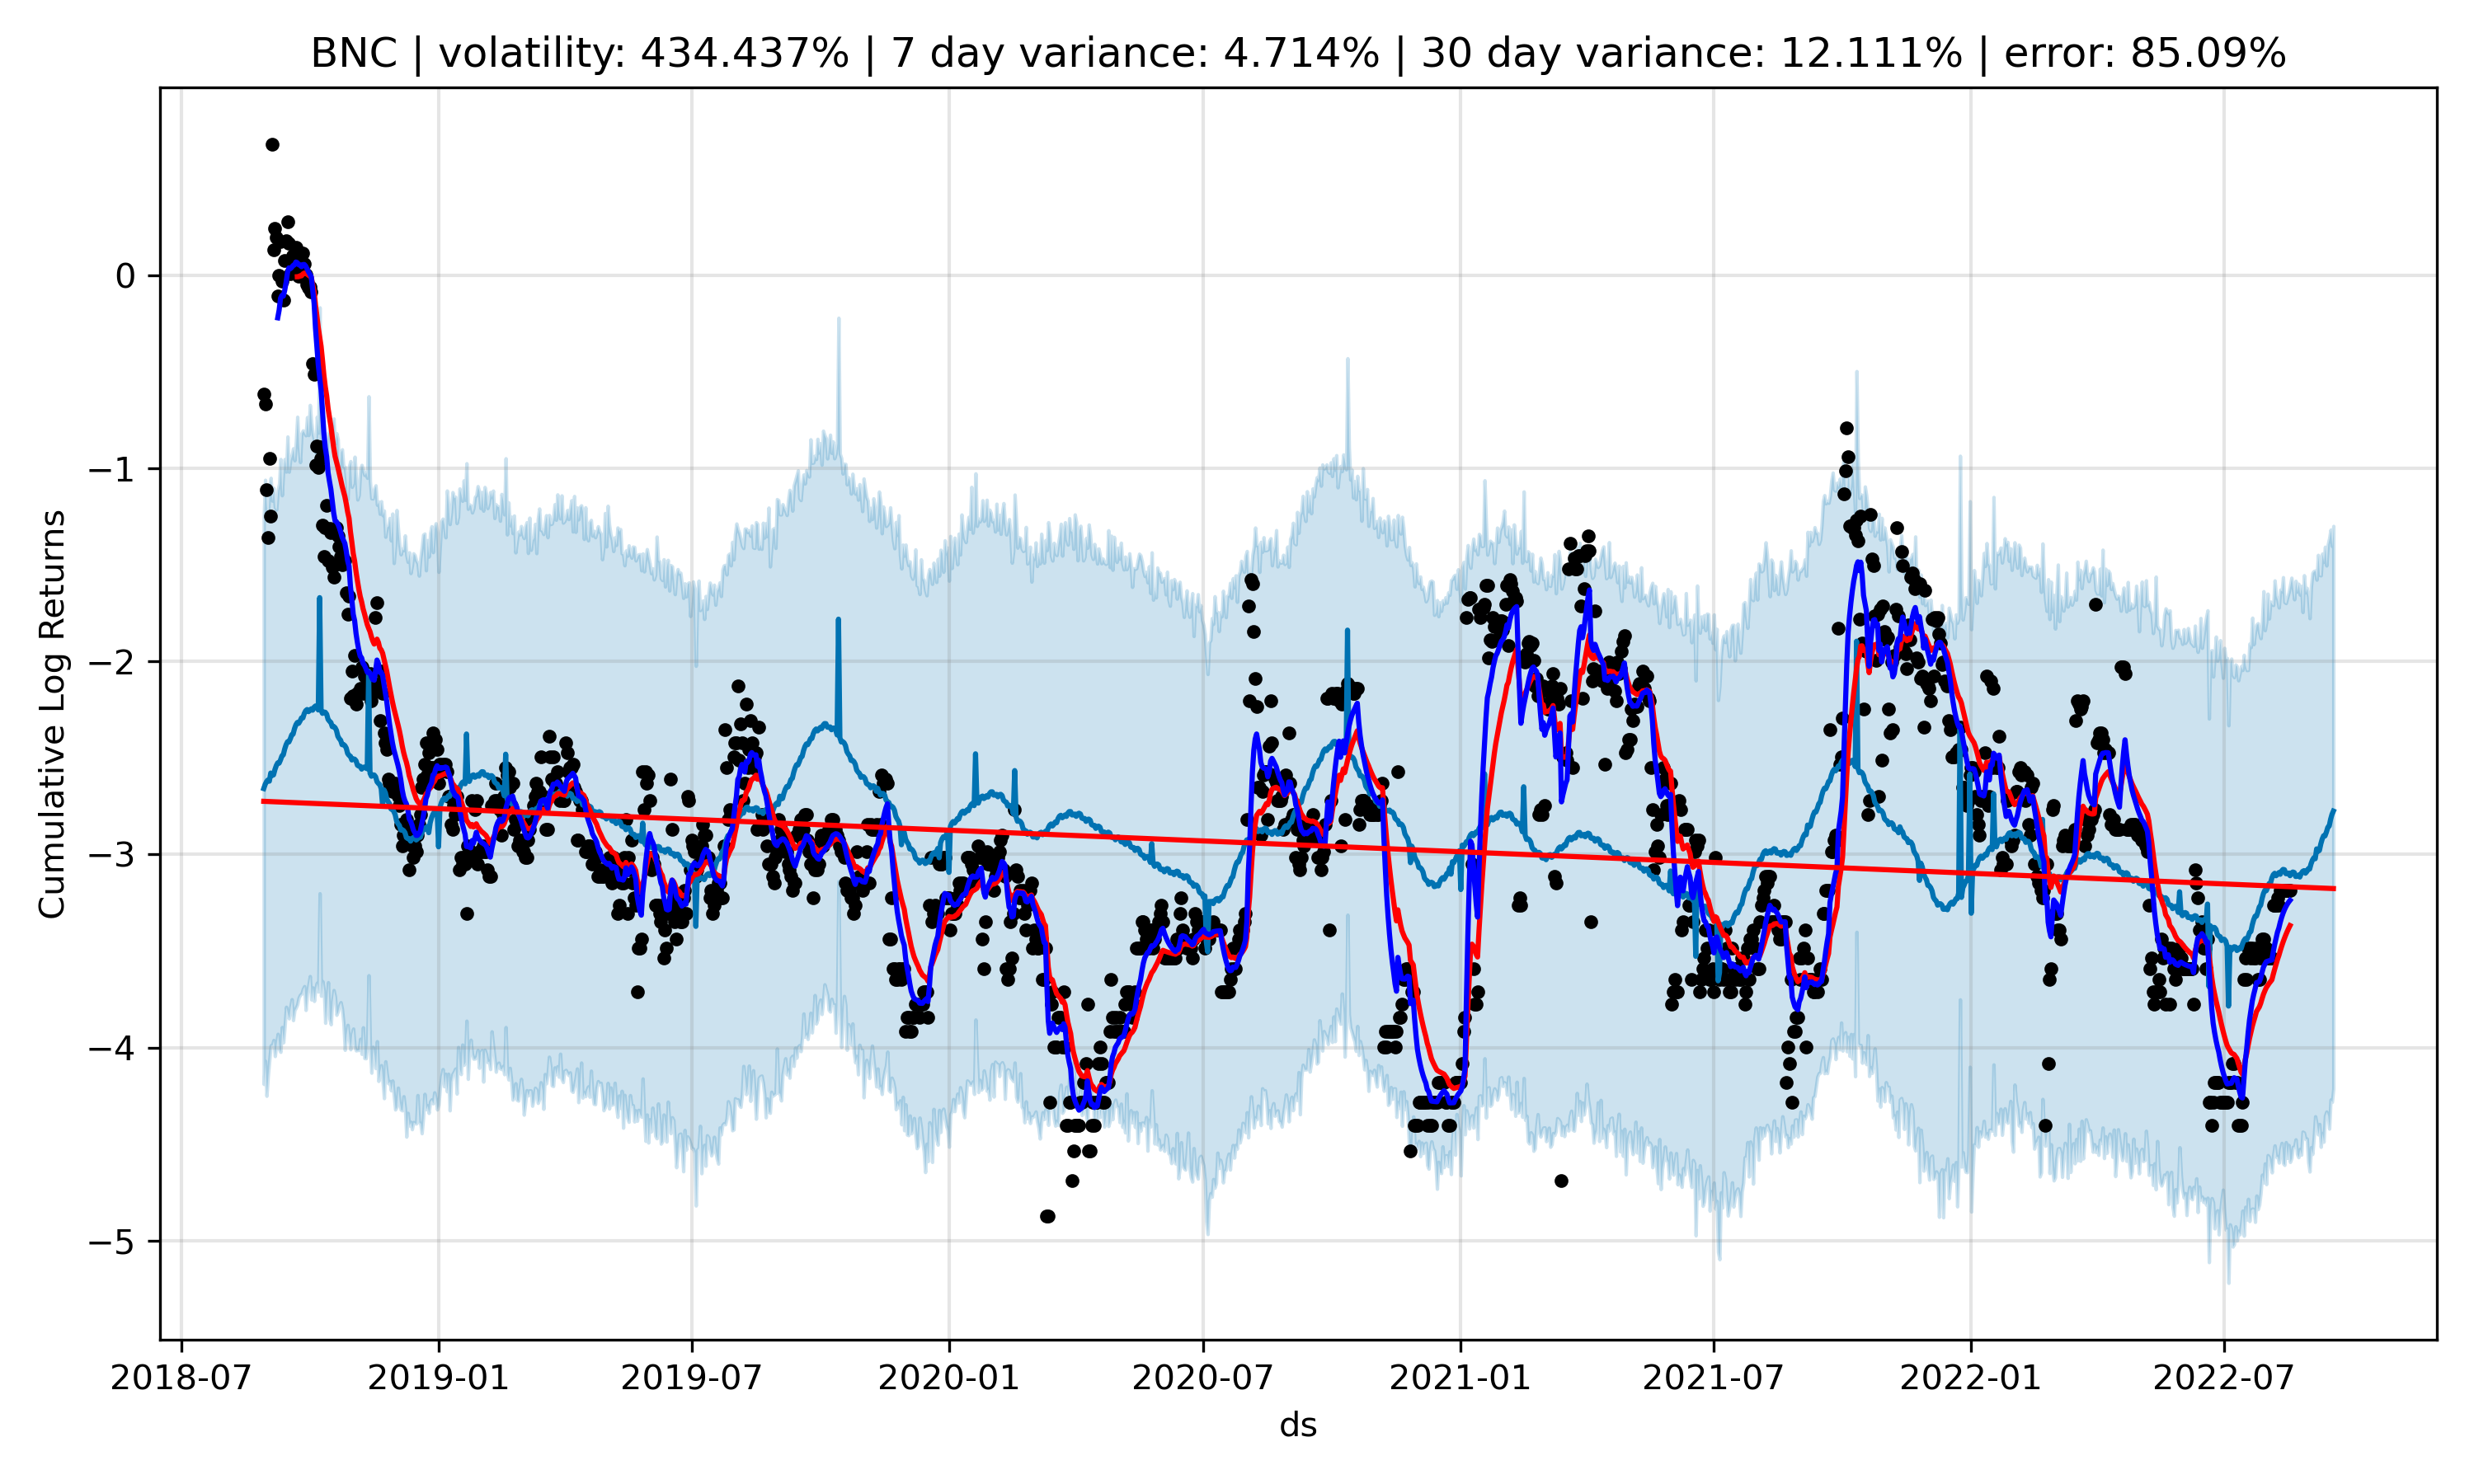 BNC | volatility: 434.437% | 7 day variance: 4.714% | 30 day variance: 12.111% | error: 85.09%
Cumulative Log Returns
0
−1
−2
−3
−4
−5
2018-07 2019-01 2019-07 2020-01 2020-07 2021-01 2021-07 2022-01 2022-07
ds